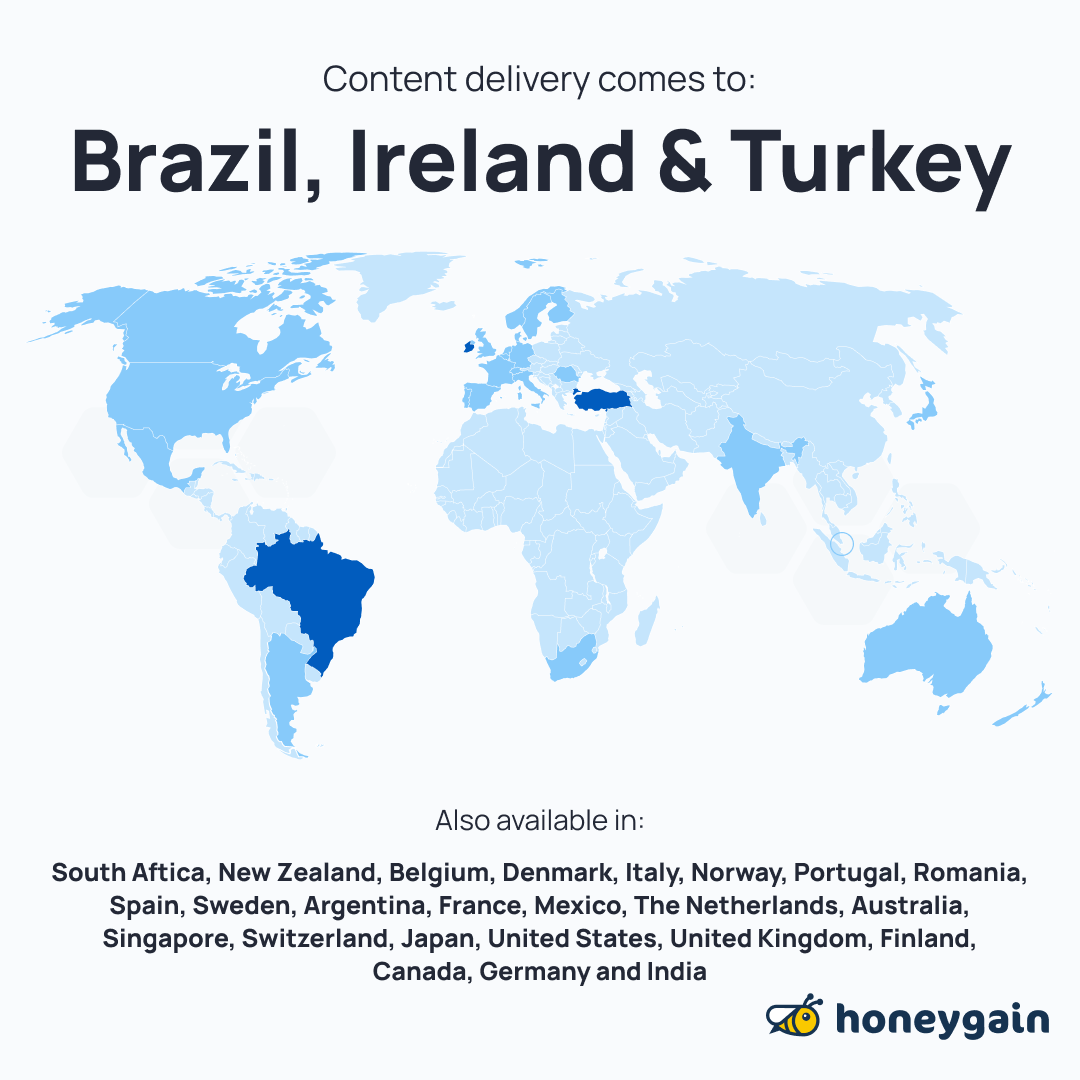 Content delivery comes to:
Brazil, Ireland & Turkey
Also available in:
South Aftica, New Zealand, Belgium, Denmark, Italy, Norway, Portugal, Romania,
Spain, Sweden, Argentina, France, Mexico, The Netherlands, Australia,
Singapore, Switzerland, Japan, United States, United Kingdom, Finland,
Canada, Germany and India
honeygain